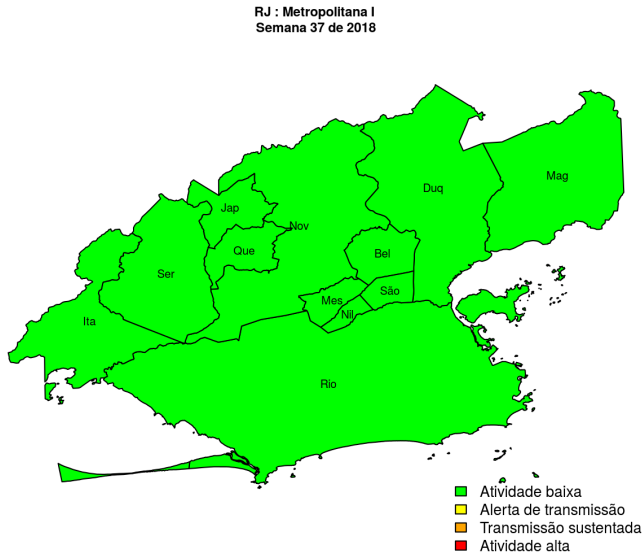 RJ : Metropolitana I
Semana 37 de 2018
Mag
Duq
Jap
Nov
Que
Bel
Ser
São
Mes
Nil
Ita
Rio
Atividade baixa
Alerta de transmissão
Transmissão sustentada
Atividade alta